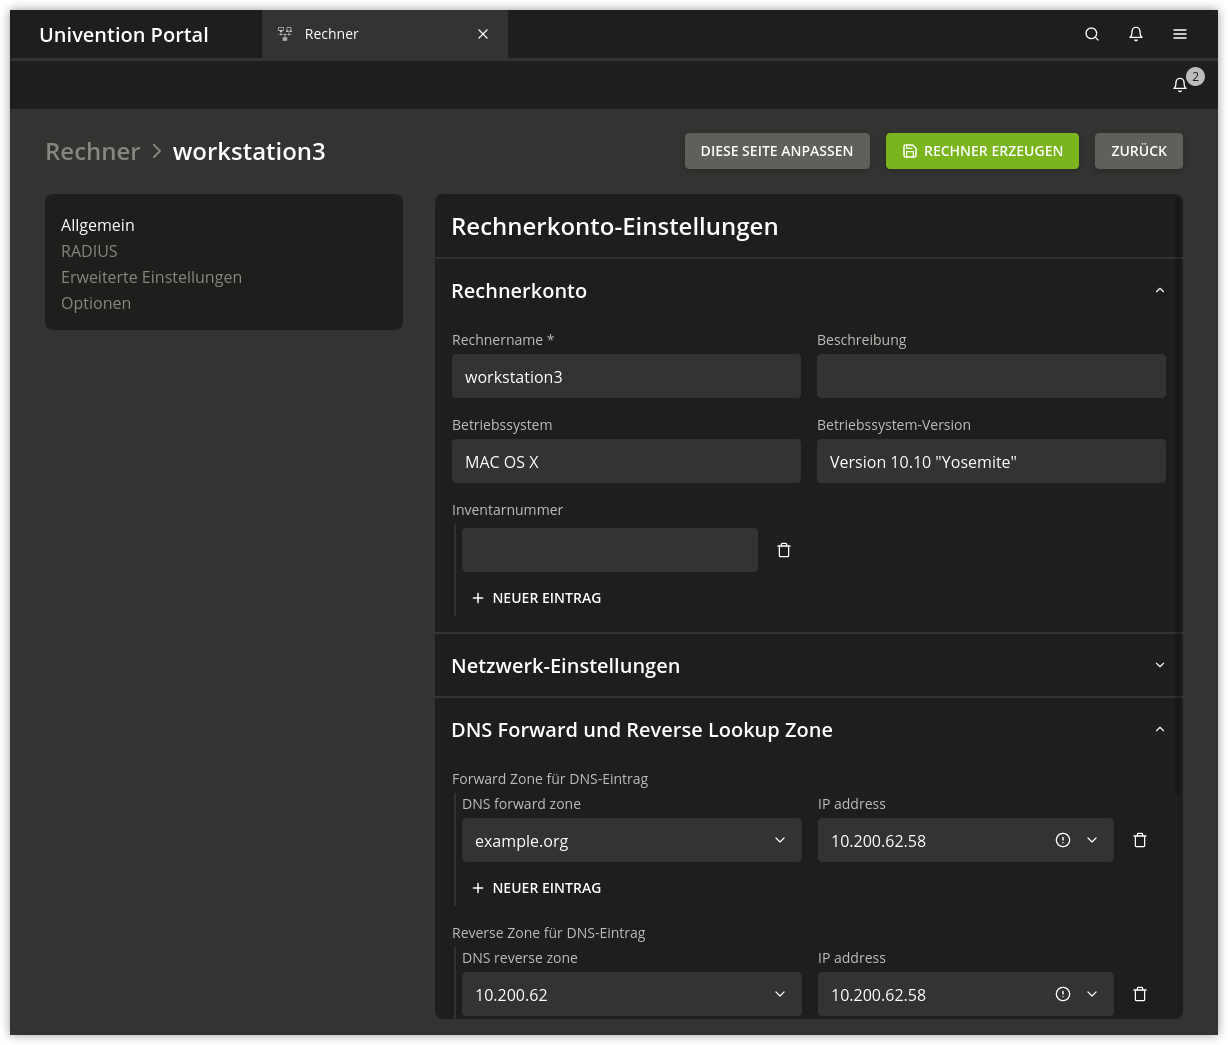 Univention Portal
Rechner
2
Rechner > workstation3
DIESE SEITE ANPASSEN
RECHNER ERZEUGEN
ZURÜCK
Allgemein
RADIUS
Erweiterte Einstellungen
Optionen
Rechnerkonto-Einstellungen
Rechnerkonto
Rechnername *
Beschreibung
workstation3
Betriebssystem
Betriebssystem-Version
MAC OS X
Version 10.10 "Yosemite"
Inventarnummer
+ NEUER EINTRAG
Netzwerk-Einstellungen
DNS Forward und Reverse Lookup Zone
Forward Zone für DNS-Eintrag
DNS forward zone
IP address
example.org
10.200.62.58
+ NEUER EINTRAG
Reverse Zone für DNS-Eintrag
DNS reverse zone
IP address
10.200.62
10.200.62.58